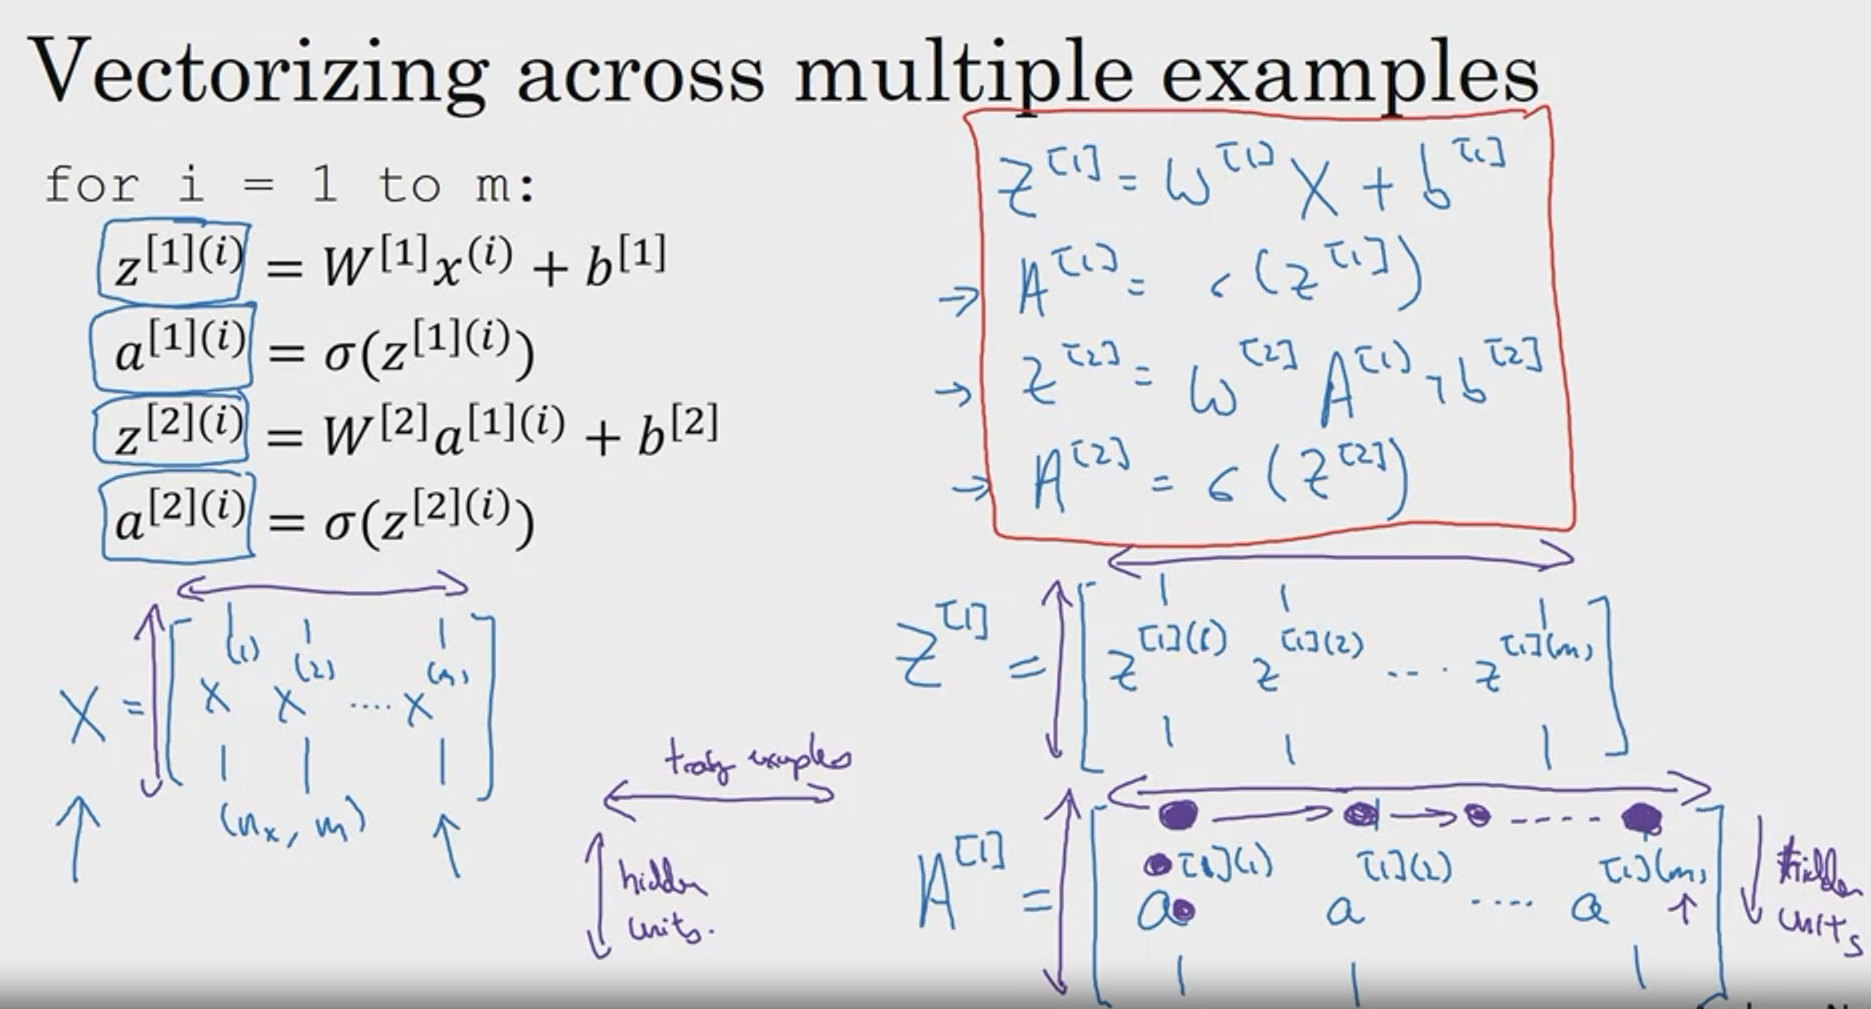 Vectorizing across multiple examples
for i = 1 to m:
z^[1](i) = W^[1]x^(i) + b^[1]
a^[1](i) = σ(z^[1](i))
z^[2](i) = W^[2]a^[1](i) + b^[2]
a^[2](i) = σ(z^[2](i))
Z^[1] = W^[1] X + b^[1]
→ A^[1] = σ(Z^[1])
→ Z^[2] = W^[2] A^[1] + b^[2]
→ A^[2] = σ(Z^[2])
X = [x^(1) x^(2) .... x^(m)]
(n_x, m)
training examples
hidden units.
Z^[1] = [z^[1](1) z^[1](2) ... z^[1](m)]
A^[1] = [a^[1](1) a^[1](2) .... a^[1](m)]
hidden units